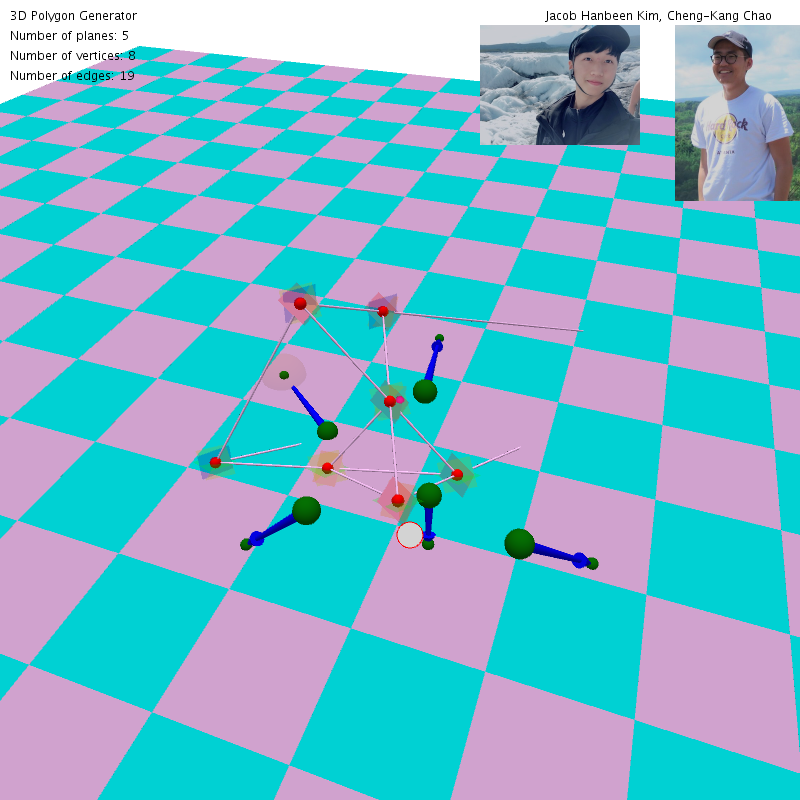 3D Polygon Generator
Jacob Hanbeen Kim, Cheng-Kang Chao
Number of planes: 5
Number of vertices: 8
Number of edges: 19